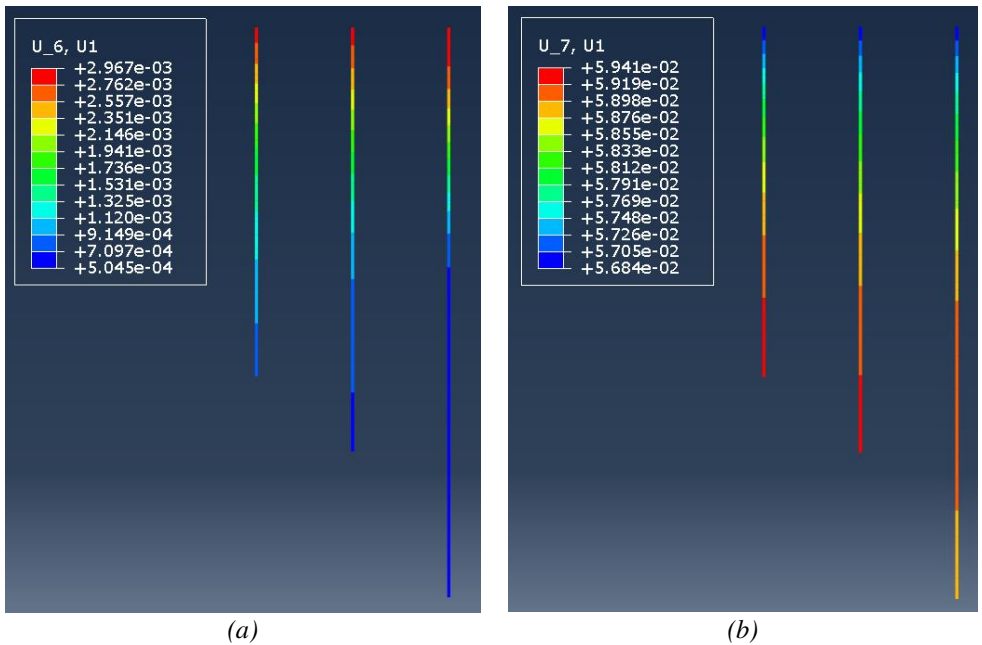 U_6, U1
+2.967e-03
+2.762e-03
+2.557e-03
+2.351e-03
+2.146e-03
+1.941e-03
+1.736e-03
+1.531e-03
+1.325e-03
+1.120e-03
+9.149e-04
+7.097e-04
+5.045e-04
(a)
U_7, U1
+5.941e-02
+5.919e-02
+5.898e-02
+5.876e-02
+5.855e-02
+5.833e-02
+5.812e-02
+5.791e-02
+5.769e-02
+5.748e-02
+5.726e-02
+5.705e-02
+5.684e-02
(b)